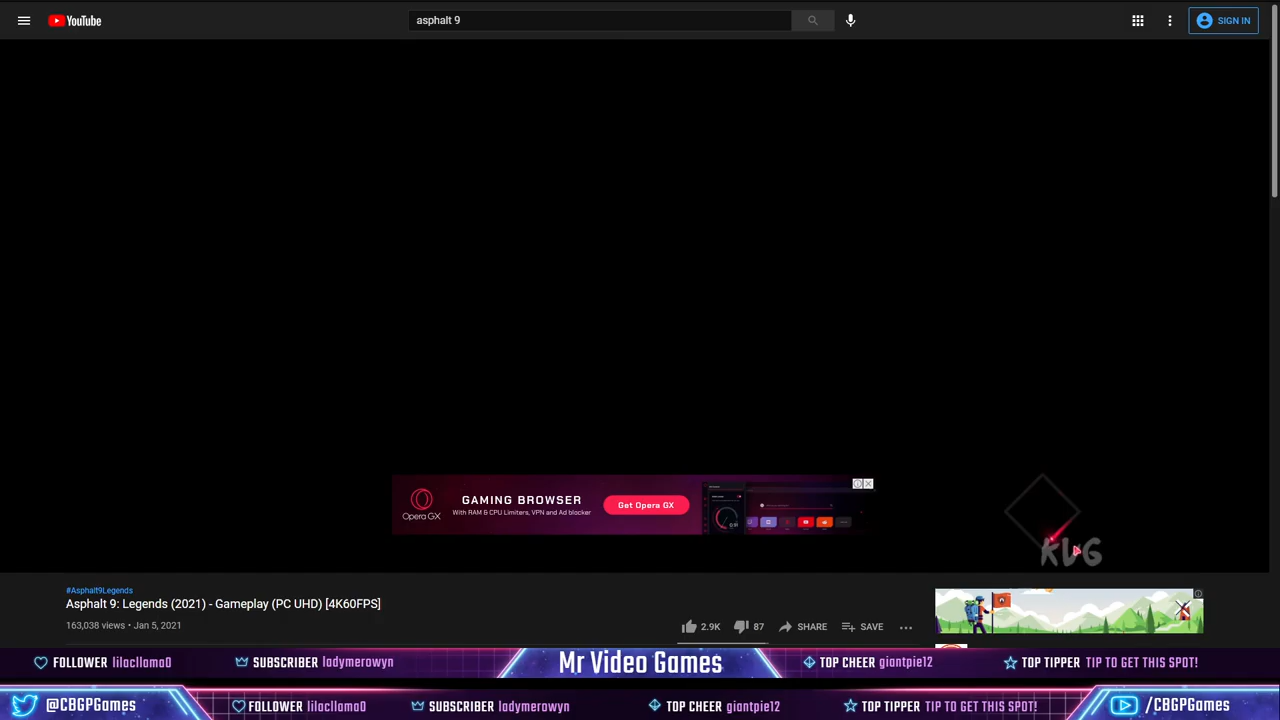 YouTube
asphalt 9
SIGN IN
Opera GX
GAMING BROWSER
With RAM & CPU Limiters, VPN and Ad blocker
Get Opera GX
KVG
#Asphalt9Legends
Asphalt 9: Legends (2021) - Gameplay (PC UHD) [4K60FPS]
163,038 views • Jan 5, 2021
2.9K
87
SHARE
SAVE
FOLLOWER lilacllama0
SUBSCRIBER ladymerowyn
Mr Video Games
TOP CHEER giantpie12
TOP TIPPER TIP TO GET THIS SPOT!
@CBGPGames
FOLLOWER lilacllama0
SUBSCRIBER ladymerowyn
TOP CHEER giantpie12
TOP TIPPER TIP TO GET THIS SPOT!
/CBGPGames